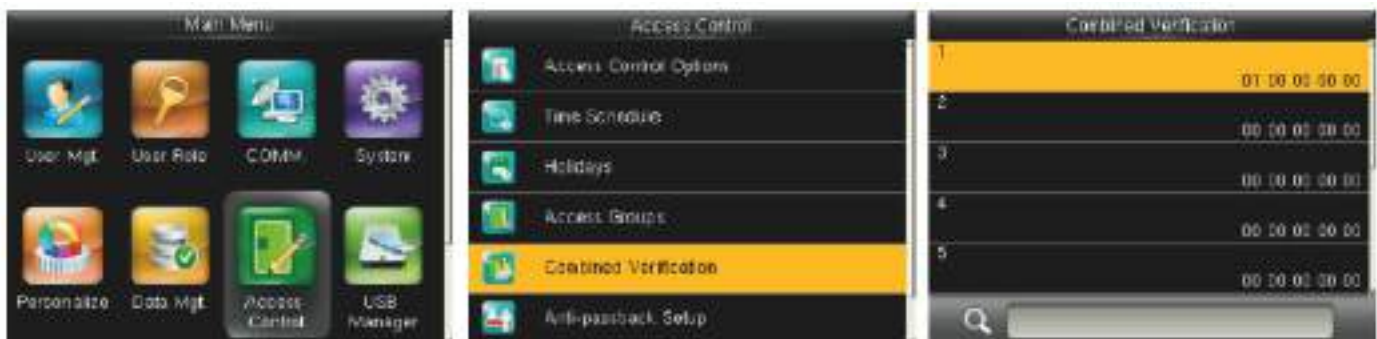 Main Menu
User Mgt.
User Role
COMM.
System
Personalize
Data Mgt.
Access
Control
USB
Manager
Access Control
Access Control Options
Time Schedule
Holidays
Access Groups
Combined Verification
Anti-passback Setup
Combined Verification
1
01 00 00 00 00
2
00 00 00 00 00
3
00 00 00 00 00
4
00 00 00 00 00
5
00 00 00 00 00